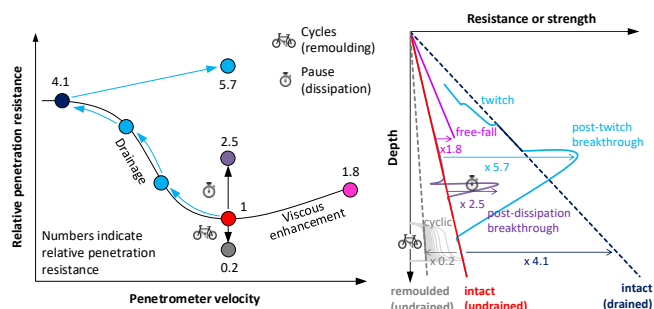 Relative penetration resistance
4.1
5.7
Cycles
(remoulding)
Pause
(dissipation)
Drainage
2.5
1
1.8
Viscous
enhancement
0.2
Numbers indicate
relative penetration
resistance
Penetrometer velocity
Resistance or strength
Depth
twitch
free-fall
x1.8
post-twitch
breakthrough
x 5.7
x 2.5
post-dissipation
breakthrough
cyclic
x 0.2
x 4.1
remoulded
(undrained)
intact
(undrained)
intact
(drained)